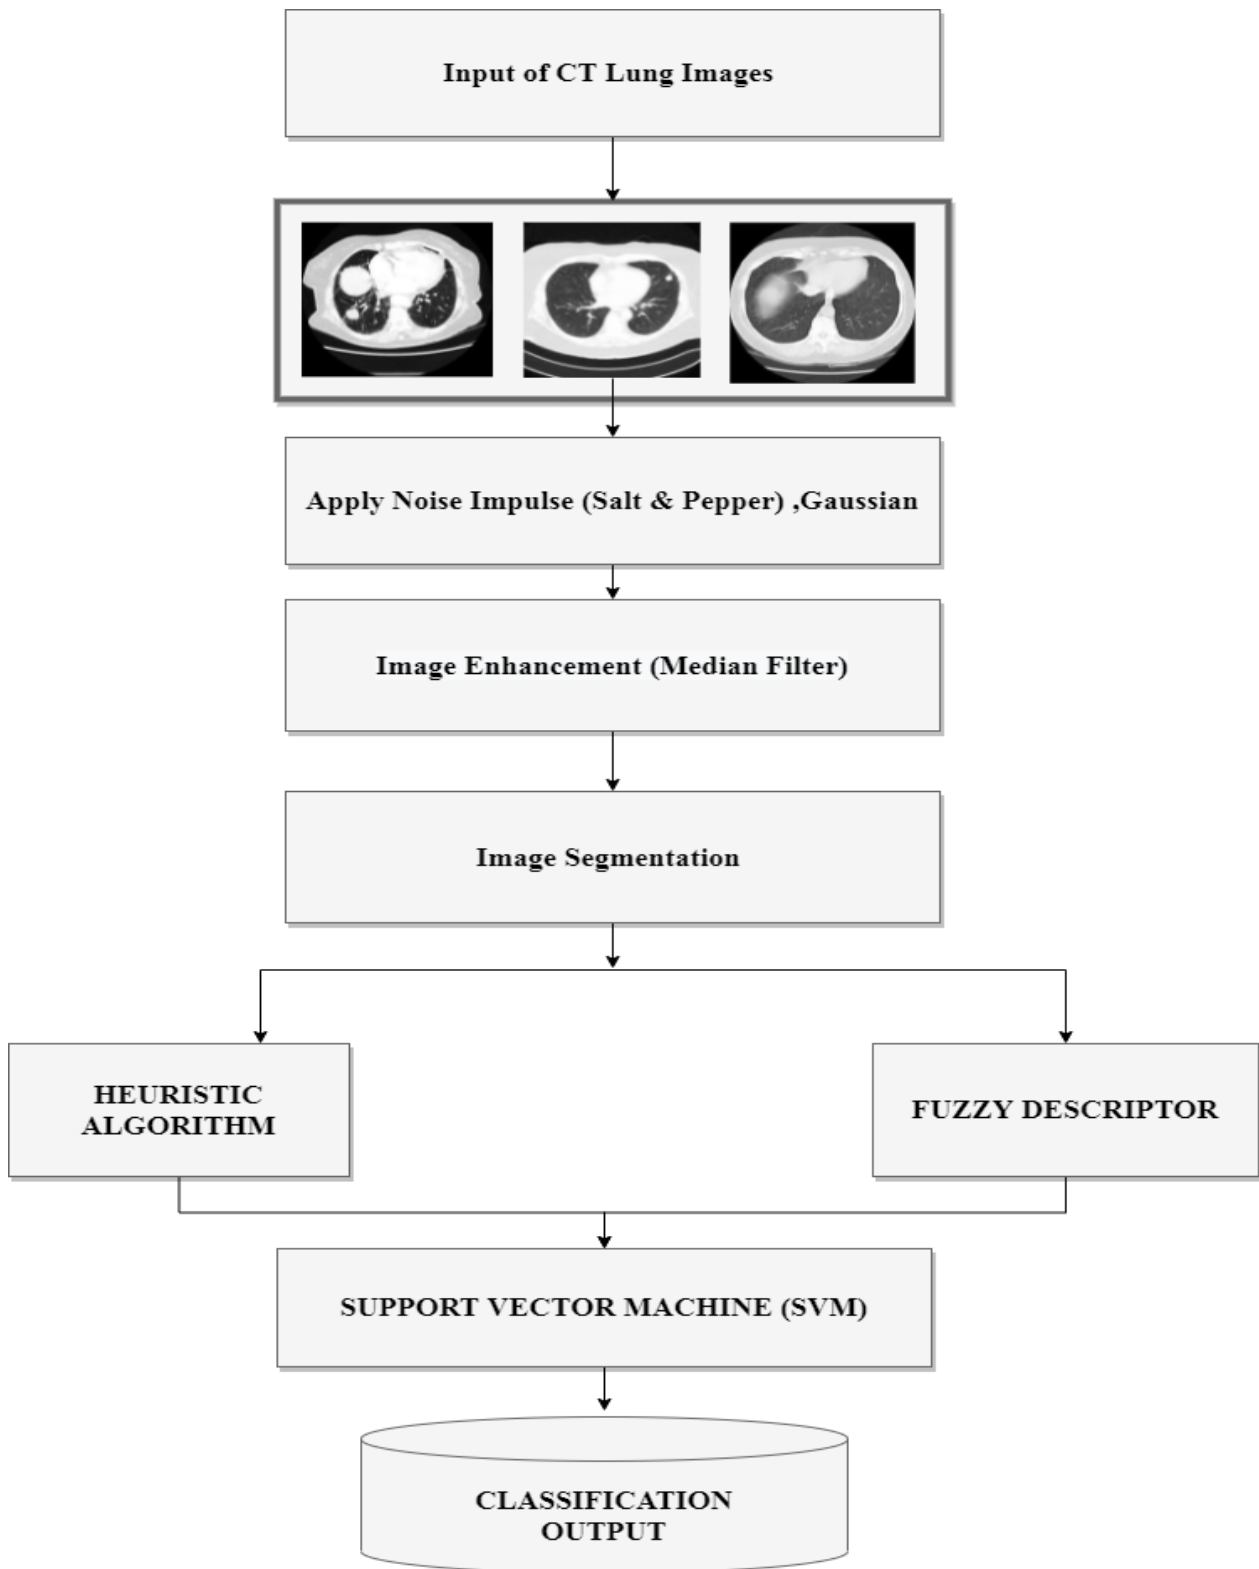 Input of CT Lung Images
Apply Noise Impulse (Salt & Pepper) ,Gaussian
Image Enhancement (Median Filter)
Image Segmentation
HEURISTIC
ALGORITHM
FUZZY DESCRIPTOR
SUPPORT VECTOR MACHINE (SVM)
CLASSIFICATION
OUTPUT